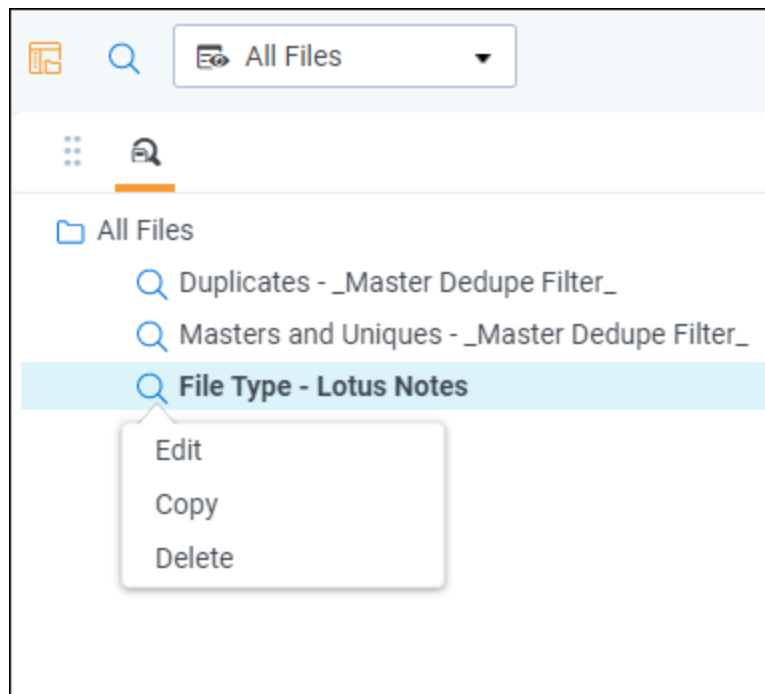 All Files
All Files
Duplicates - _Master Dedupe Filter_
Masters and Uniques - _Master Dedupe Filter_
File Type - Lotus Notes
Edit
Copy
Delete